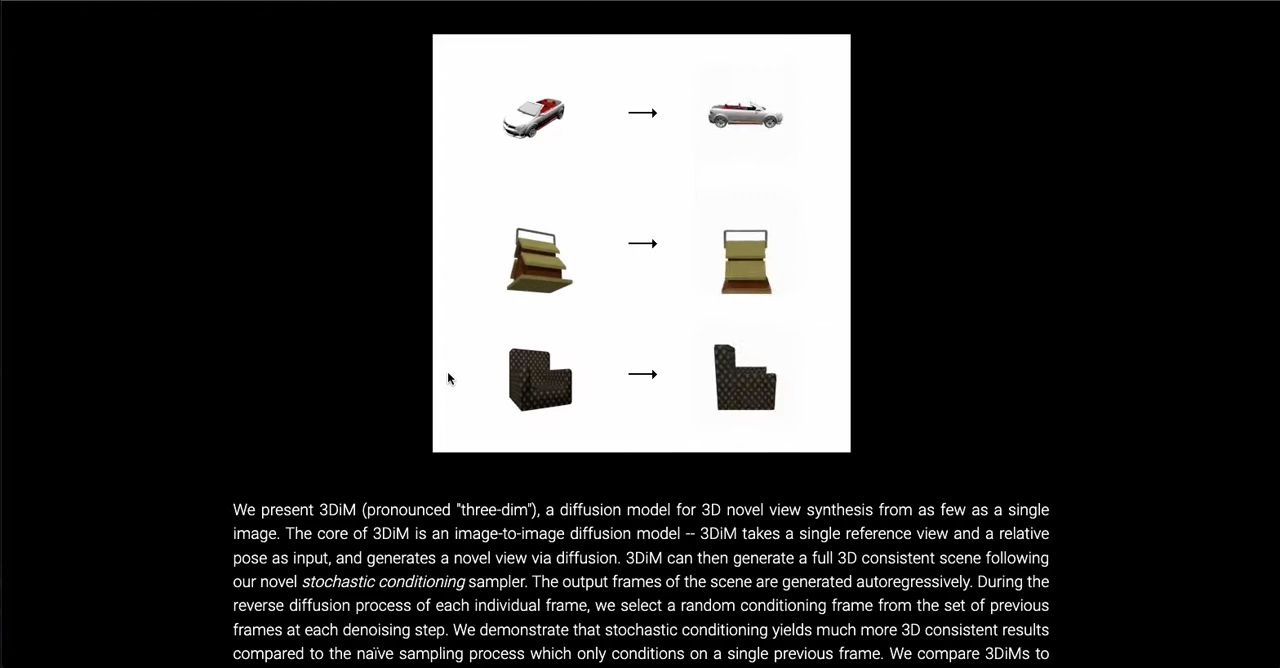 We present 3DiM (pronounced "three-dim"), a diffusion model for 3D novel view synthesis from as few as a single
image. The core of 3DiM is an image-to-image diffusion model -- 3DiM takes a single reference view and a relative
pose as input, and generates a novel view via diffusion. 3DiM can then generate a full 3D consistent scene following
our novel stochastic conditioning sampler. The output frames of the scene are generated autoregressively. During the
reverse diffusion process of each individual frame, we select a random conditioning frame from the set of previous
frames at each denoising step. We demonstrate that stochastic conditioning yields much more 3D consistent results
compared to the naïve sampling process which only conditions on a single previous frame. We compare 3DiMs to